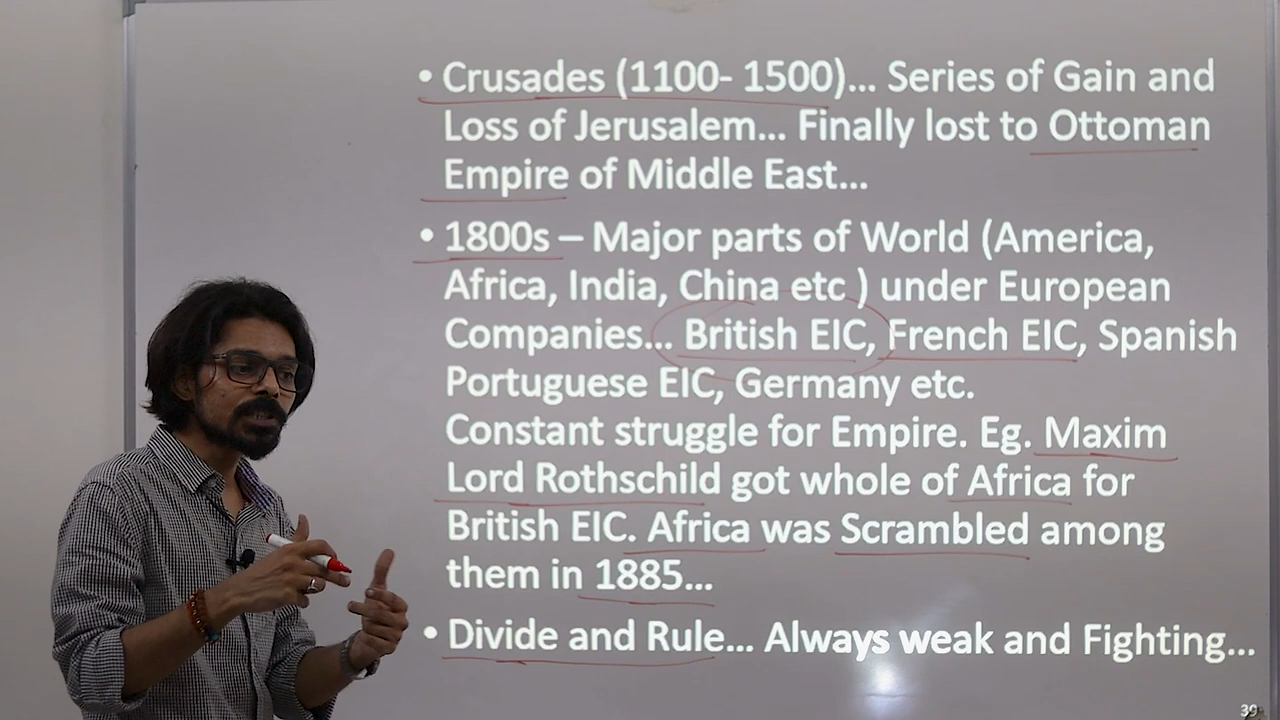 • Crusades (1100- 1500)... Series of Gain and
Loss of Jerusalem... Finally lost to Ottoman
Empire of Middle East...
• 1800s – Major parts of World (America,
Africa, India, China etc ) under European
Companies... British EIC, French EIC, Spanish
Portuguese EIC, Germany etc.
Constant struggle for Empire. Eg. Maxim
Lord Rothschild got whole of Africa for
British EIC. Africa was Scrambled among
them in 1885...
• Divide and Rule... Always weak and Fighting...
39